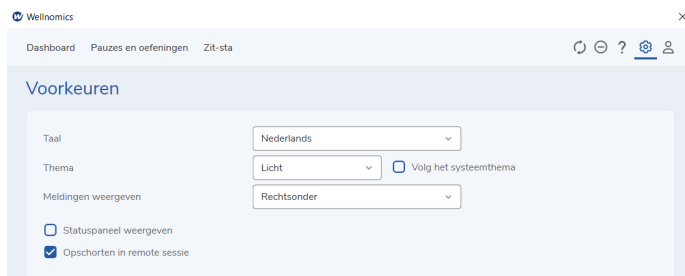 Wellnomics
Dashboard Pauzes en oefeningen Zit-sta
?
Voorkeuren
Taal Nederlands
Thema Licht Volg het systeemthema
Meldingen weergeven Rechtsonder
Statuspaneel weergeven
Opschorten in remote sessie